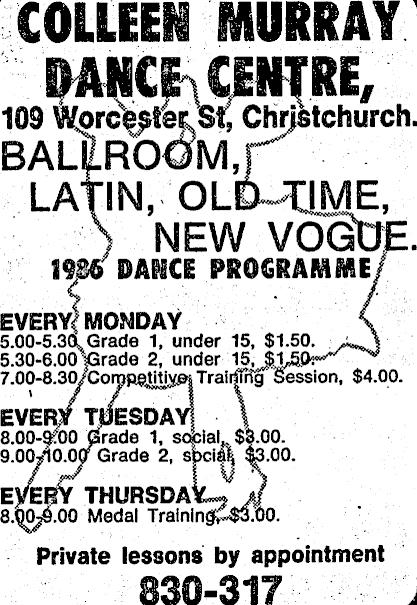 COLLEEN MURRAY
DANCE CENTRE,
109 Worcester St, Christchurch.
BALLROOM,
LATIN, OLD TIME,
NEW VOGUE.
1986 DANCE PROGRAMME
EVERY MONDAY
5.00-5.30 Grade 1, under 15, $1.50.
5.30-6.00 Grade 2, under 15, $1.50.
7.00-8.30 Competitive Training Session, $4.00.
EVERY TUESDAY
8.00-9.00 Grade 1, social, $3.00.
9.00-10.00 Grade 2, social, $3.00.
EVERY THURSDAY
8.00-9.00 Medal Training, $3.00.
Private lessons by appointment
830-317